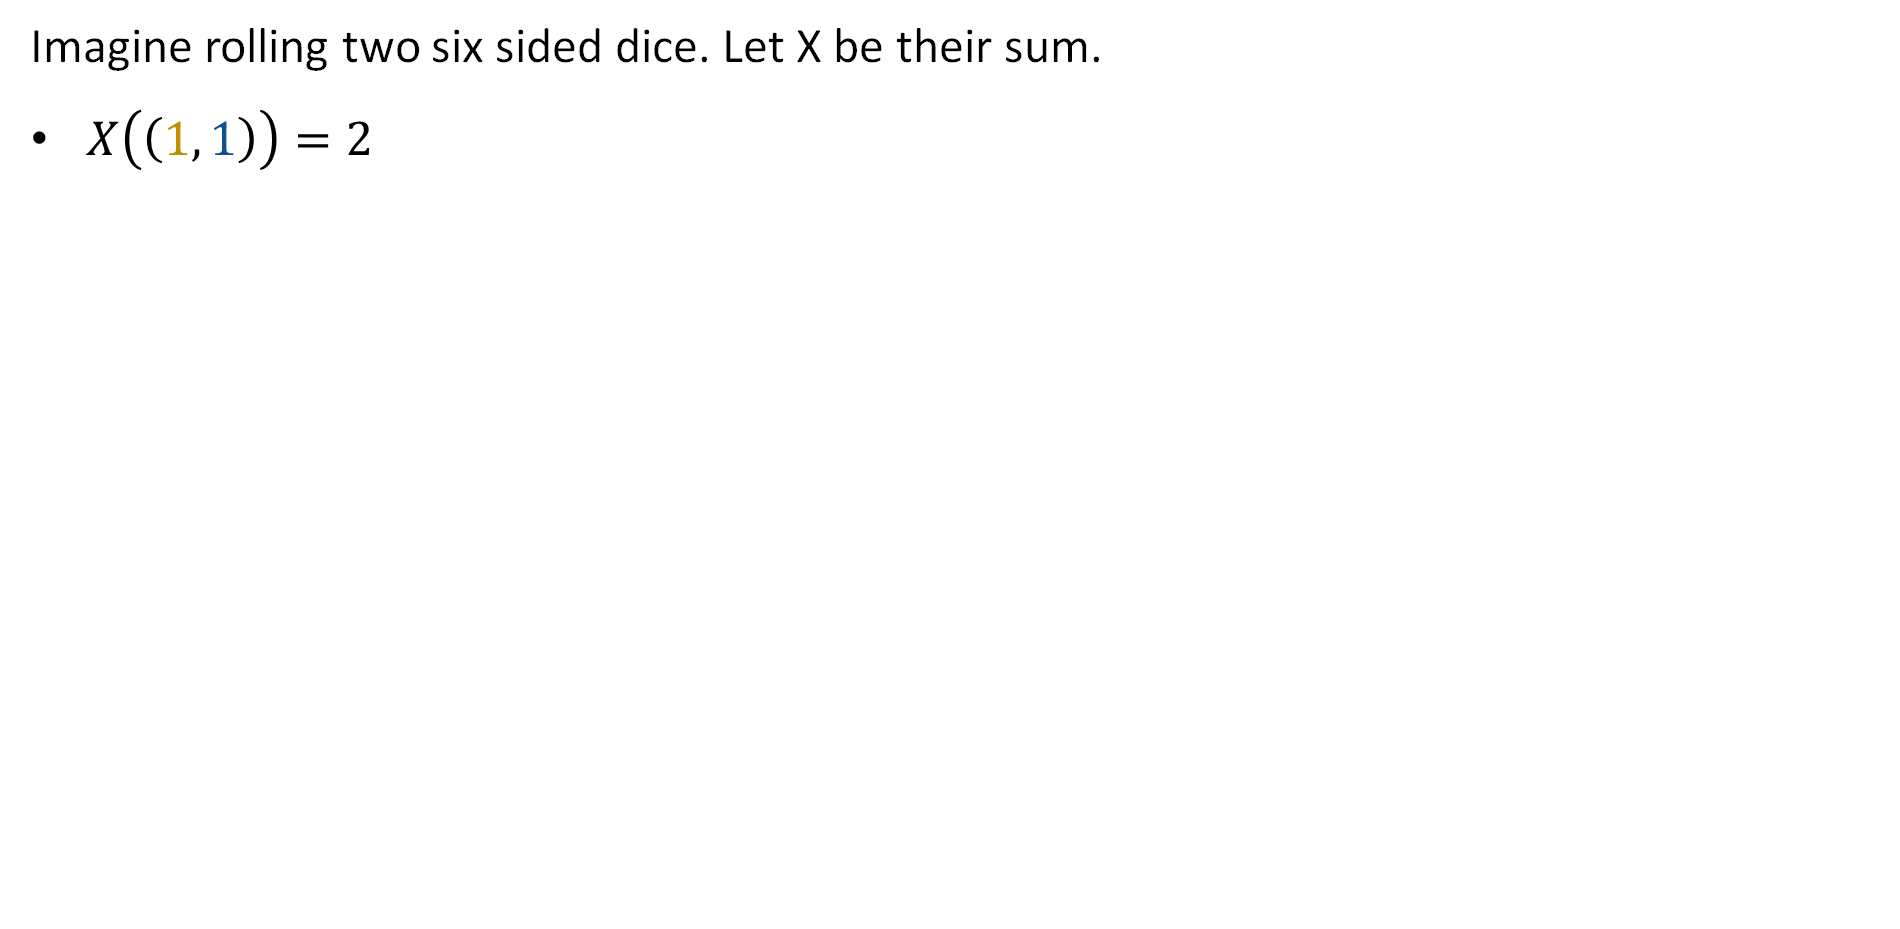 Imagine rolling two six sided dice. Let X be their sum.
• X((1,1)) = 2